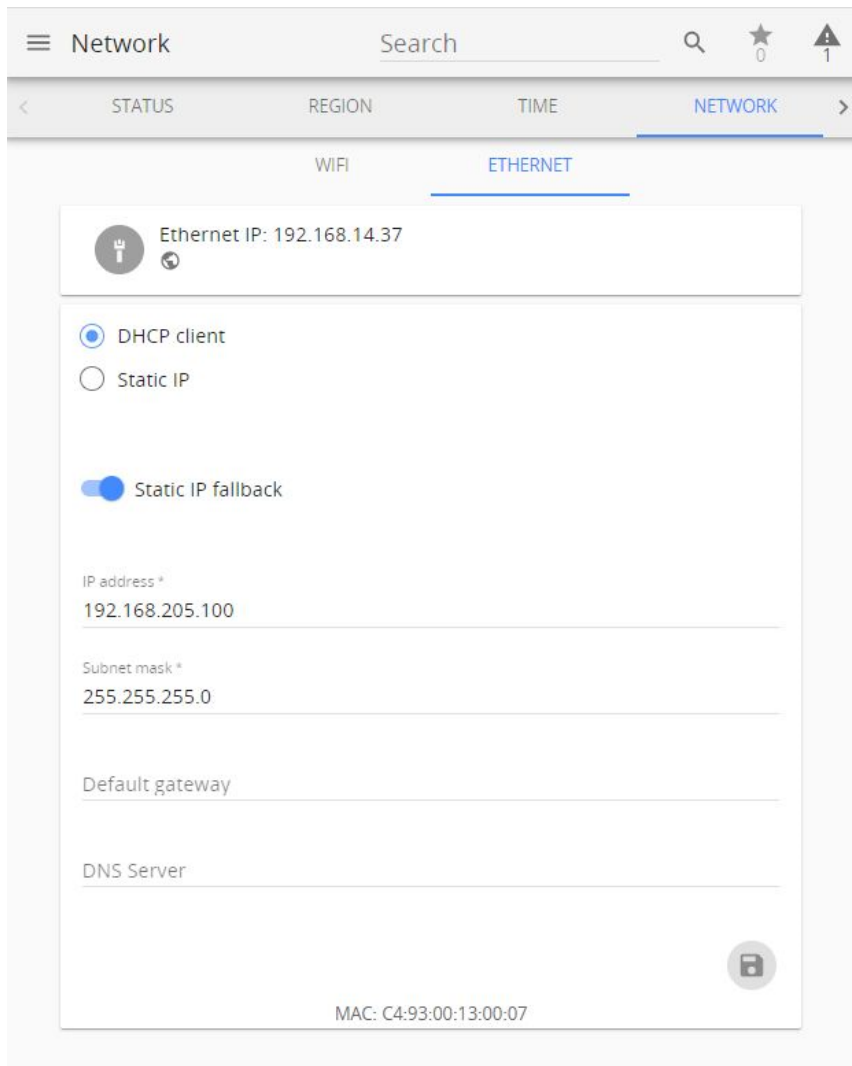 Network Search 0 1
STATUS REGION TIME NETWORK
WIFI ETHERNET
Ethernet IP: 192.168.14.37
DHCP client
Static IP
Static IP fallback
IP address *
192.168.205.100
Subnet mask *
255.255.255.0
Default gateway
DNS Server
MAC: C4:93:00:13:00:07